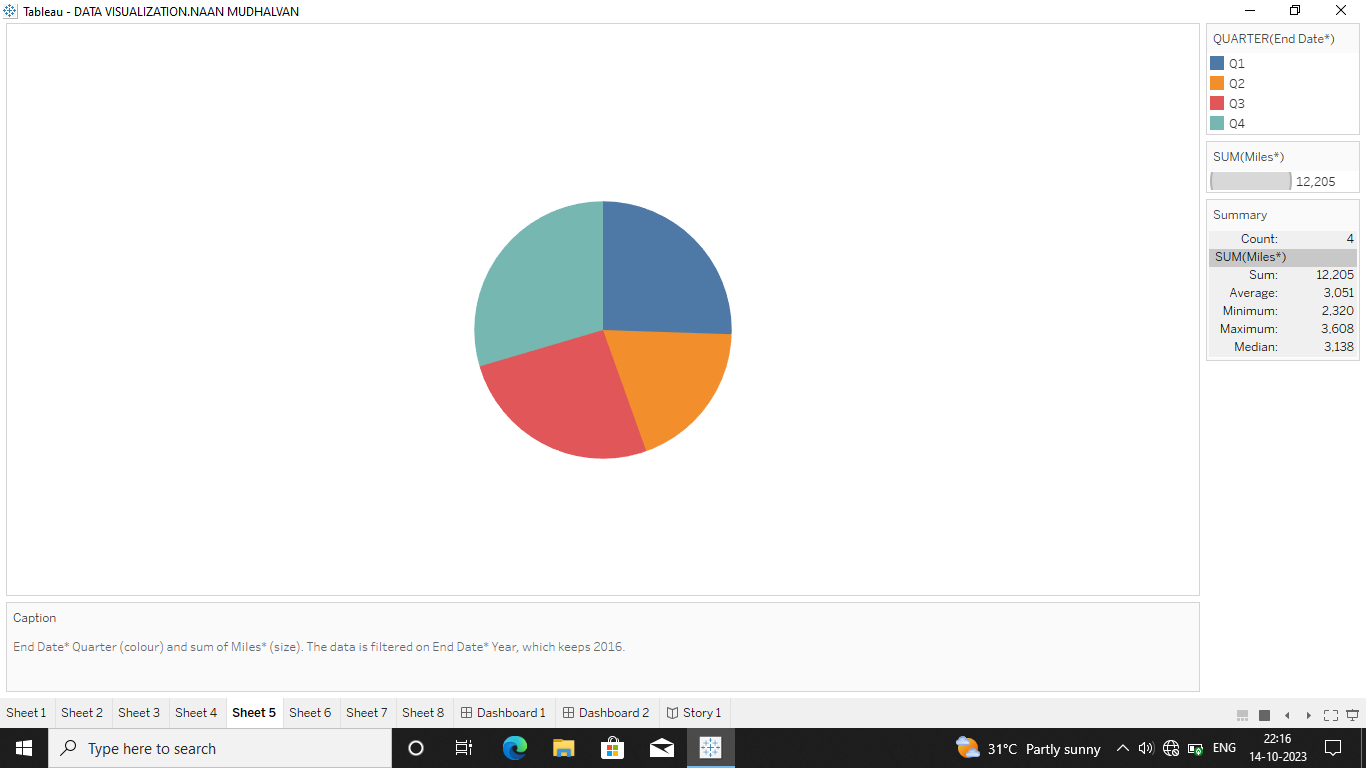 Tableau - DATA VISUALIZATION.NAAN MUDHALVAN
QUARTER(End Date*)
Q1
Q2
Q3
Q4
SUM(Miles*)
12,205
Summary
Count: 4
SUM(Miles*)
Sum: 12,205
Average: 3,051
Minimum: 2,320
Maximum: 3,608
Median: 3,138
Caption
End Date* Quarter (colour) and sum of Miles* (size). The data is filtered on End Date* Year, which keeps 2016.
Sheet 1 Sheet 2 Sheet 3 Sheet 4 Sheet 5 Sheet 6 Sheet 7 Sheet 8 Dashboard 1 Dashboard 2 Story 1
Type here to search 31°C Partly sunny ENG 22:16
14-10-2023